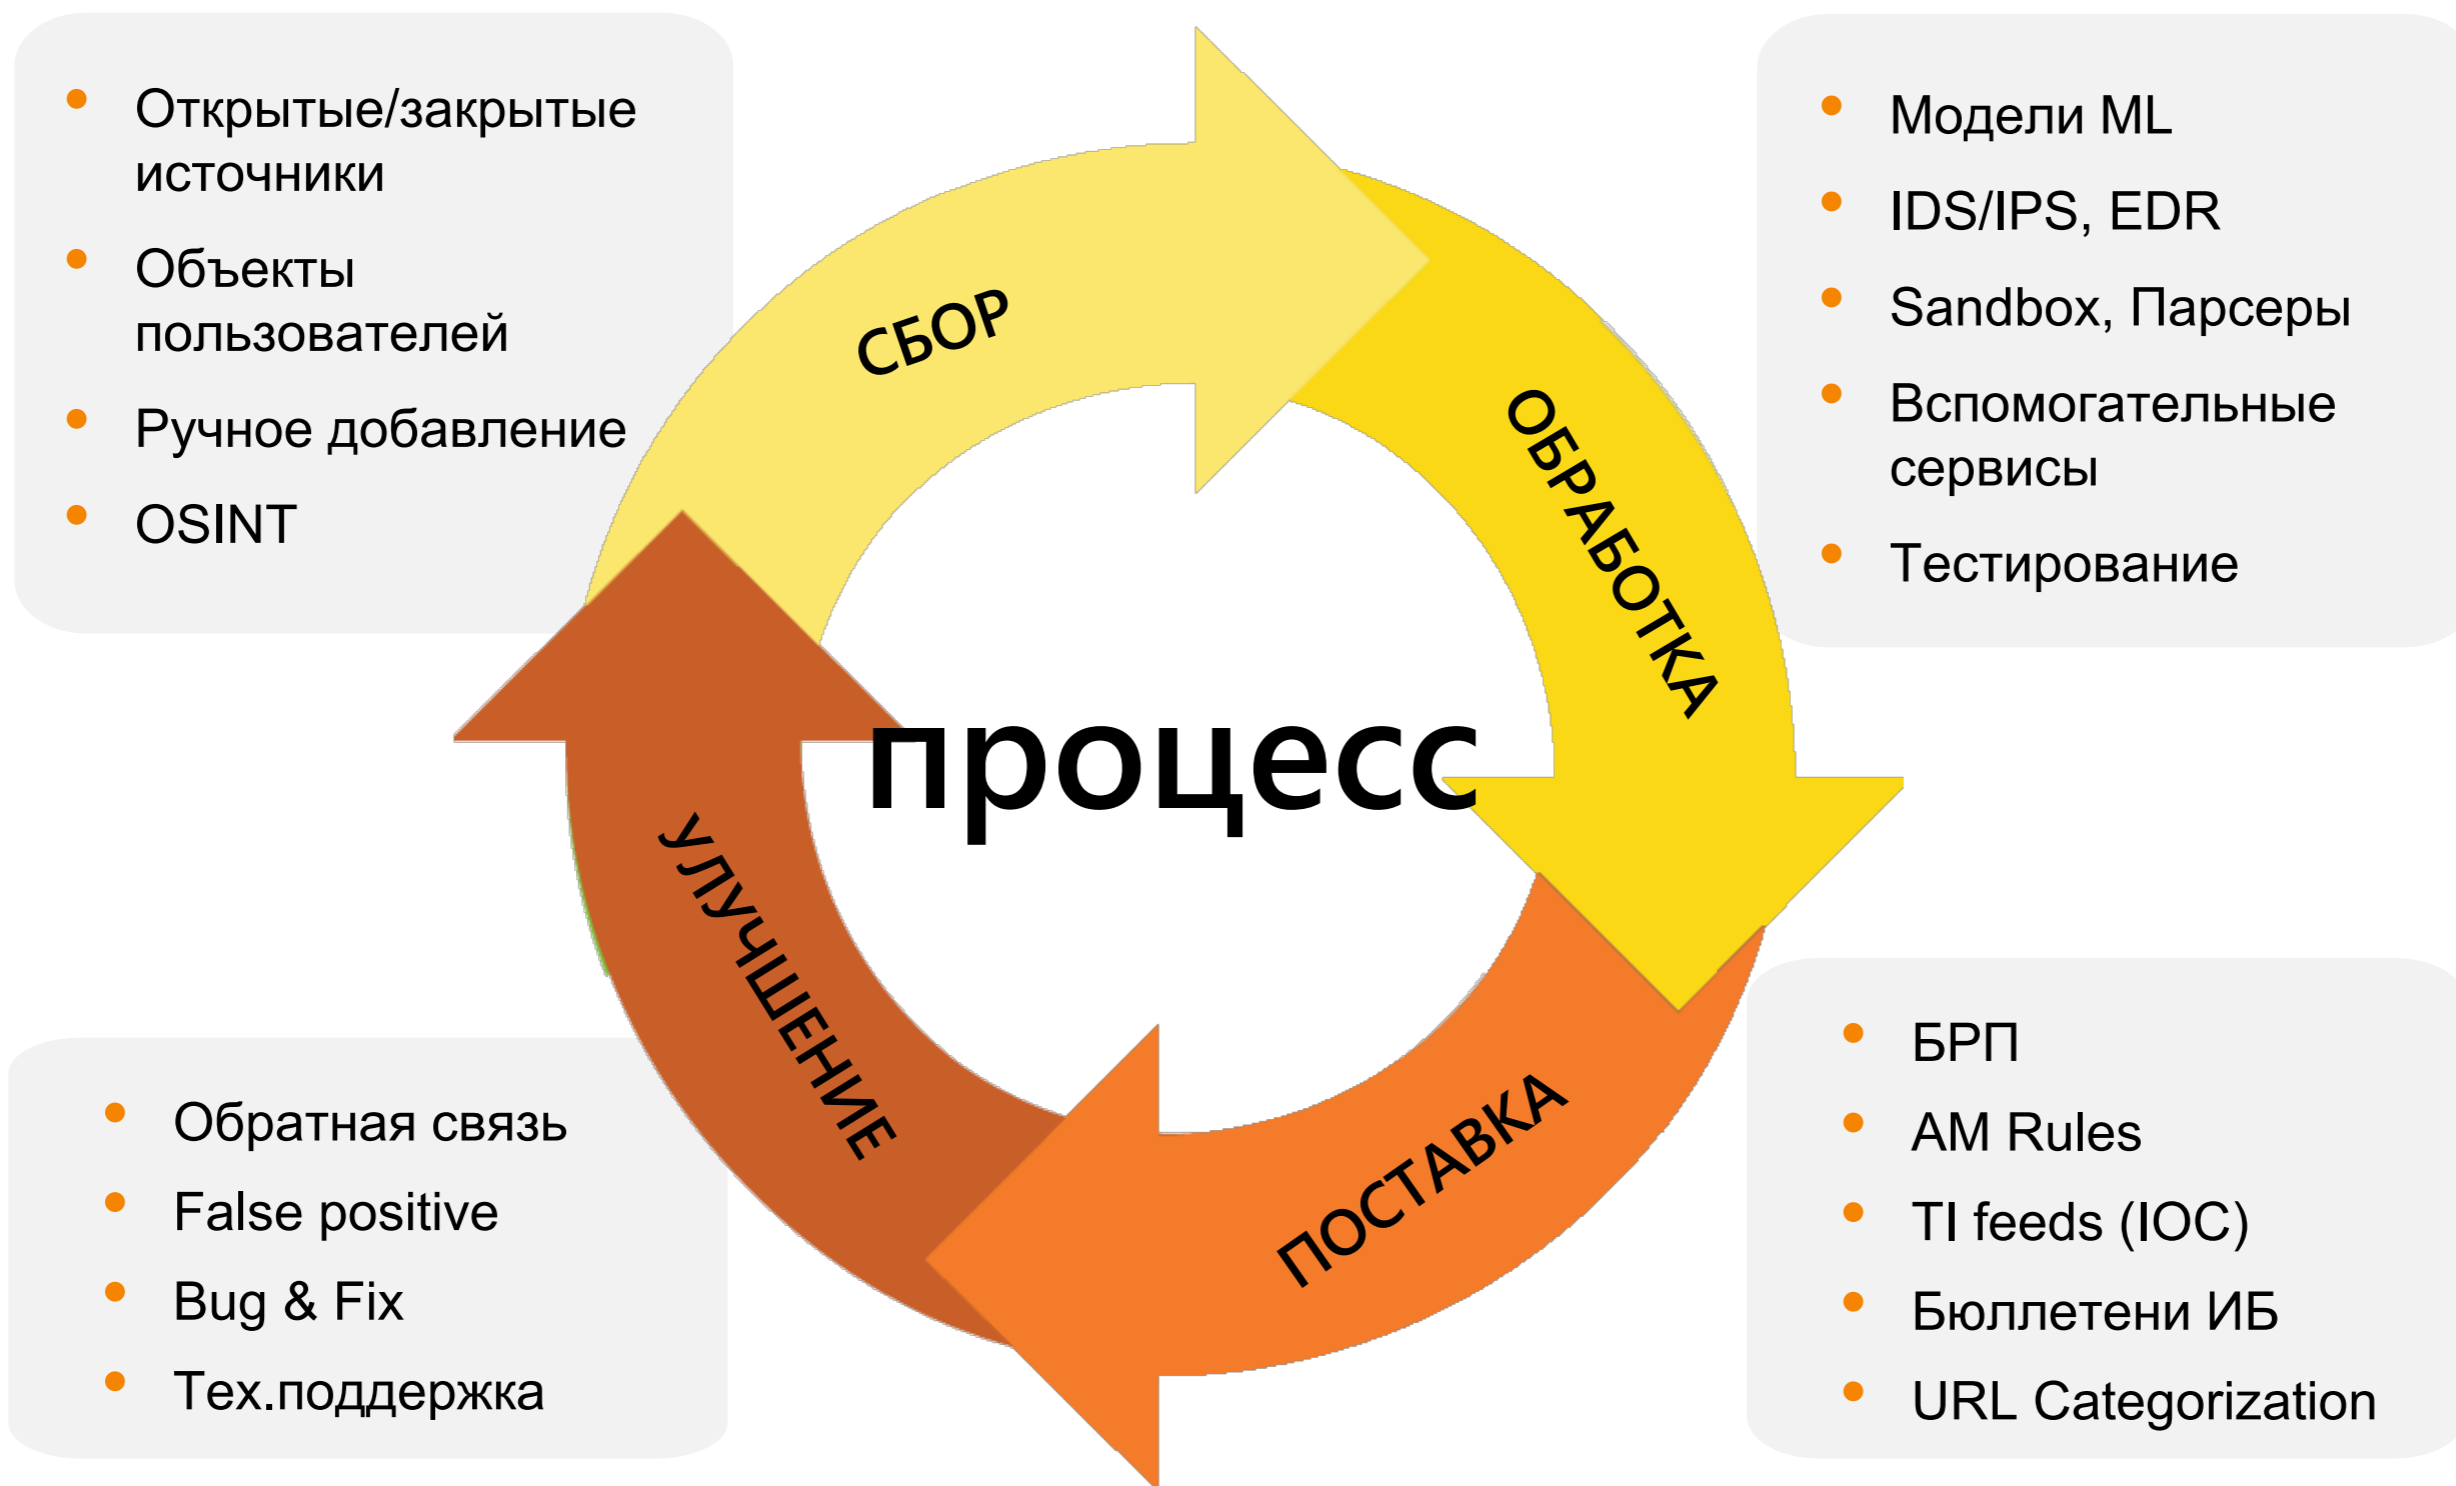 Открытые/закрытые
источники
Объекты
пользователей
Ручное добавление
OSINT
СБОР
Модели ML
IDS/IPS, EDR
Sandbox, Парсеры
Вспомогательные
сервисы
Тестирование
ОБРАБОТКА
процесс
УЛУЧШЕНИЕ
ПОСТАВКА
Обратная связь
False positive
Bug & Fix
Тех.поддержка
БРП
AM Rules
TI feeds (IOC)
Бюллетени ИБ
URL Categorization